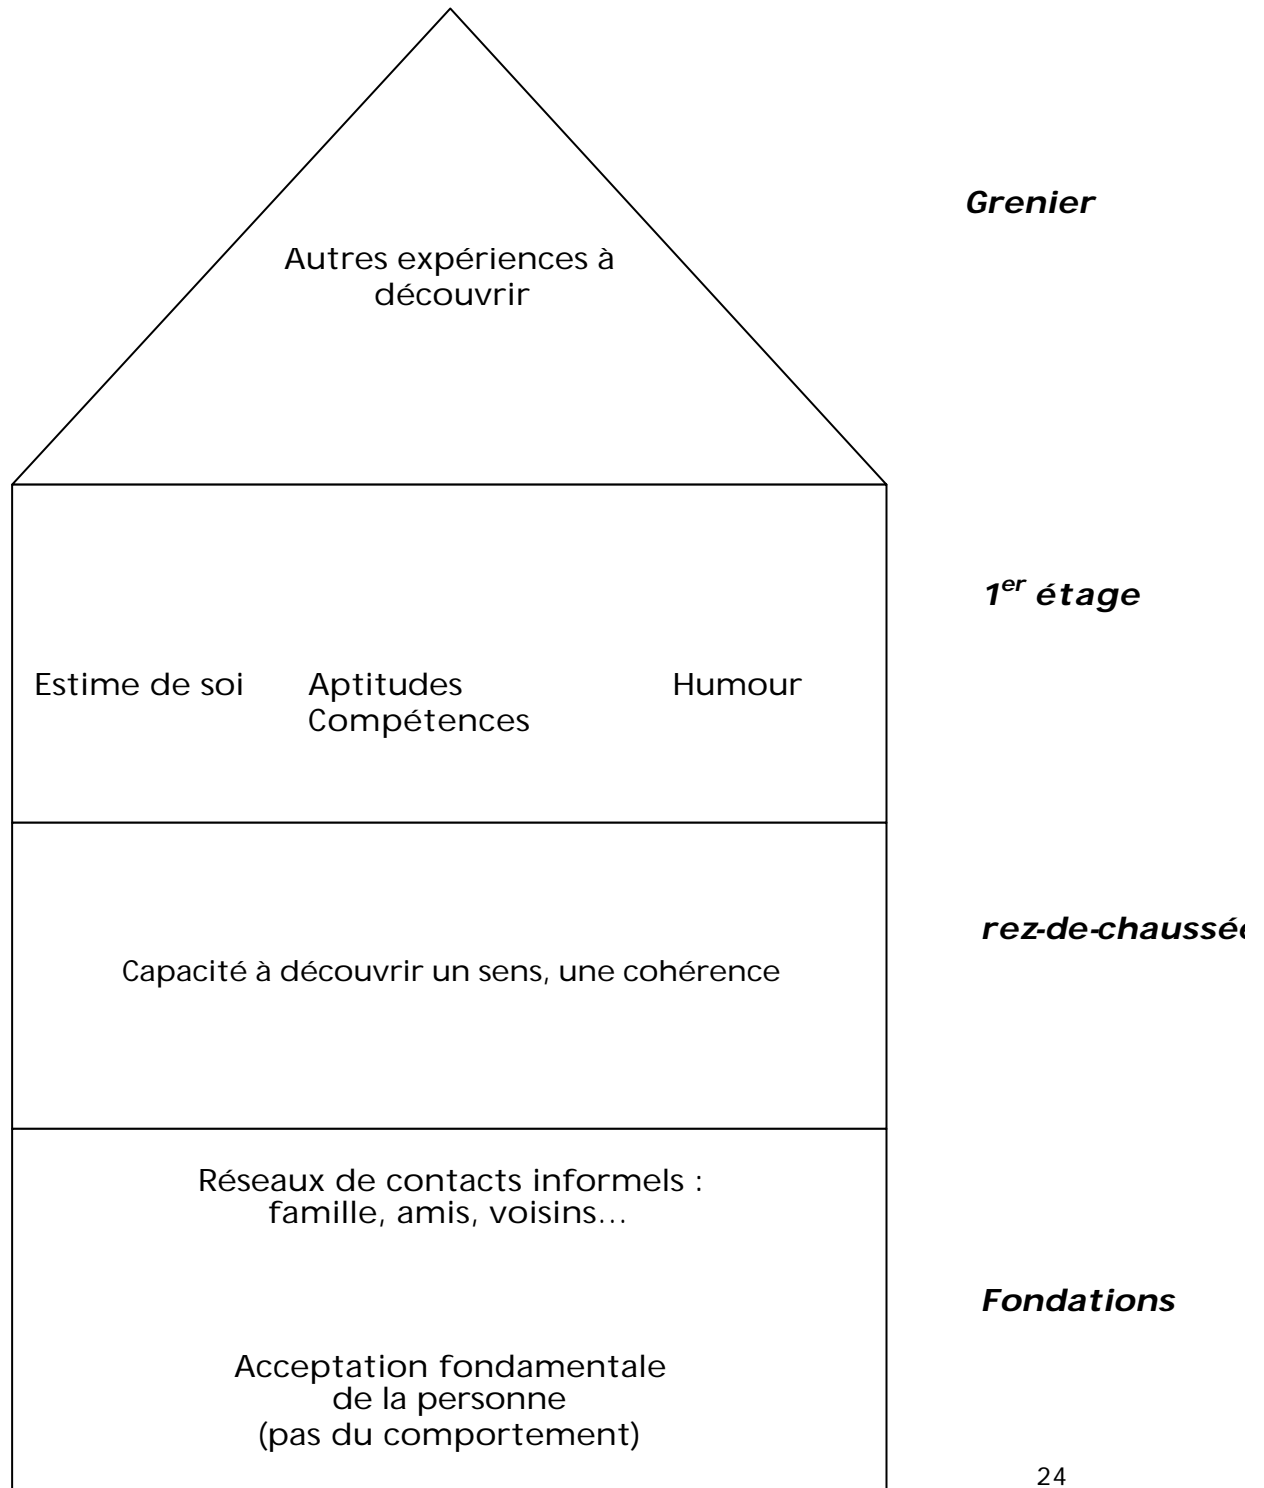 Grenier
Autres expériences à
découvrir
1er étage
Estime de soi Aptitudes Humour
Compétences
rez-de-chaussé
Capacité à découvrir un sens, une cohérence
Réseaux de contacts informels :
famille, amis, voisins...
Fondations
Acceptation fondamentale
de la personne
(pas du comportement)
24